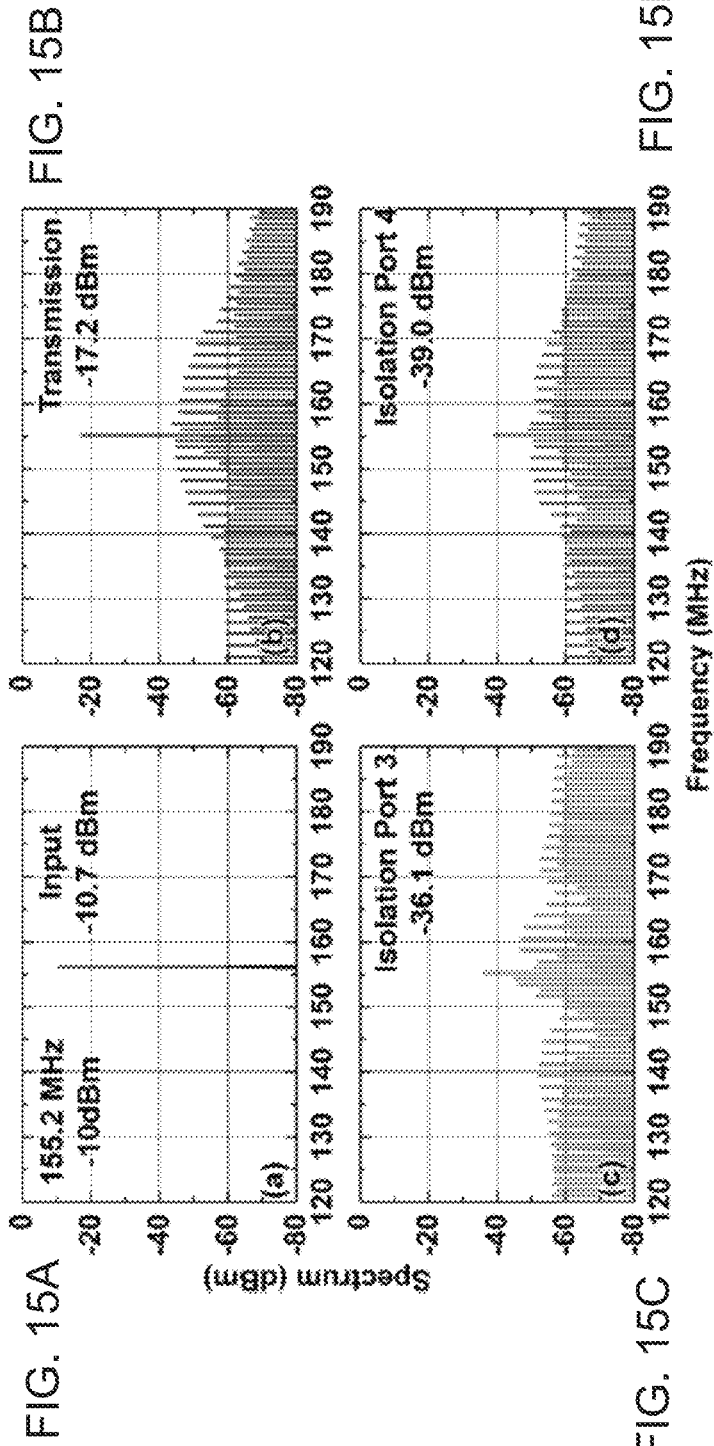 FIG. 15A
FIG. 15B
Spectrum (dBm)
0
-20
-40
-60
-80
155.2 MHz
-10dBm
Input
-10.7 dBm
(a)
120 130 140 150 160 170 180 190
0
-20
-40
-60
-80
Transmission
-17.2 dBm
(b)
120 130 140 150 160 170 180 190
FIG. 15C
0
-20
-40
-60
-80
Isolation Port 3
-36.1 dBm
(c)
120 130 140 150 160 170 180 190
0
-20
-40
-60
-80
Isolation Port 4
-39.0 dBm
(d)
120 130 140 150 160 170 180 190
FIG. 15
Frequency (MHz)